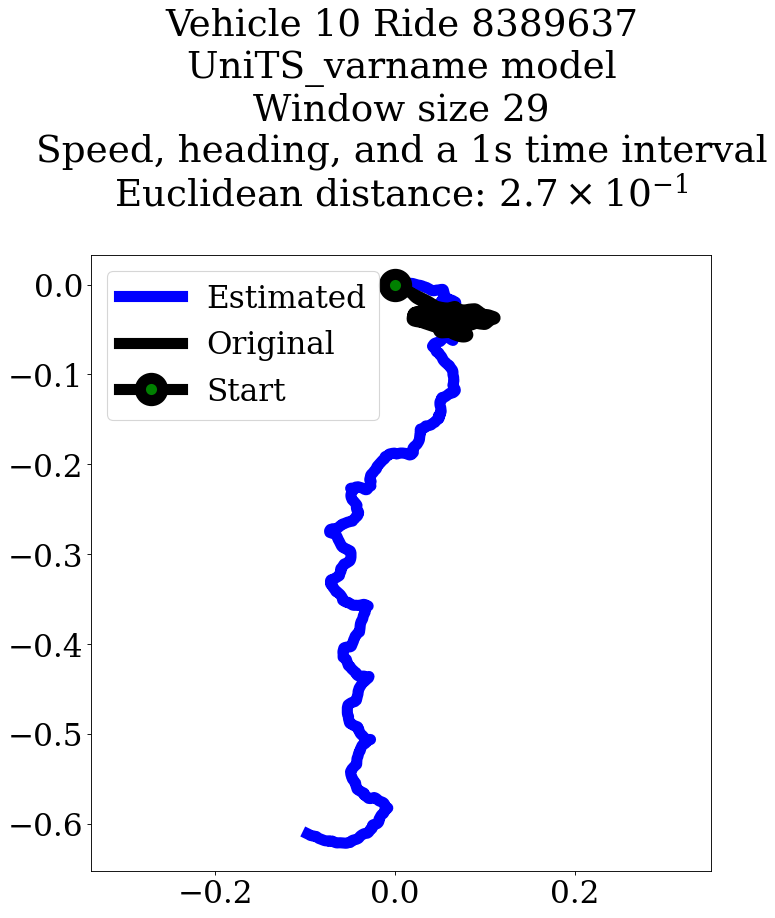 Vehicle 10 Ride 8389637
UniTS_varname model
Window size 29
Speed, heading, and a 1s time interval
Euclidean distance: 2.7 × 10⁻¹
Estimated
Original
Start
0.0
−0.1
−0.2
−0.3
−0.4
−0.5
−0.6
−0.2 0.0 0.2